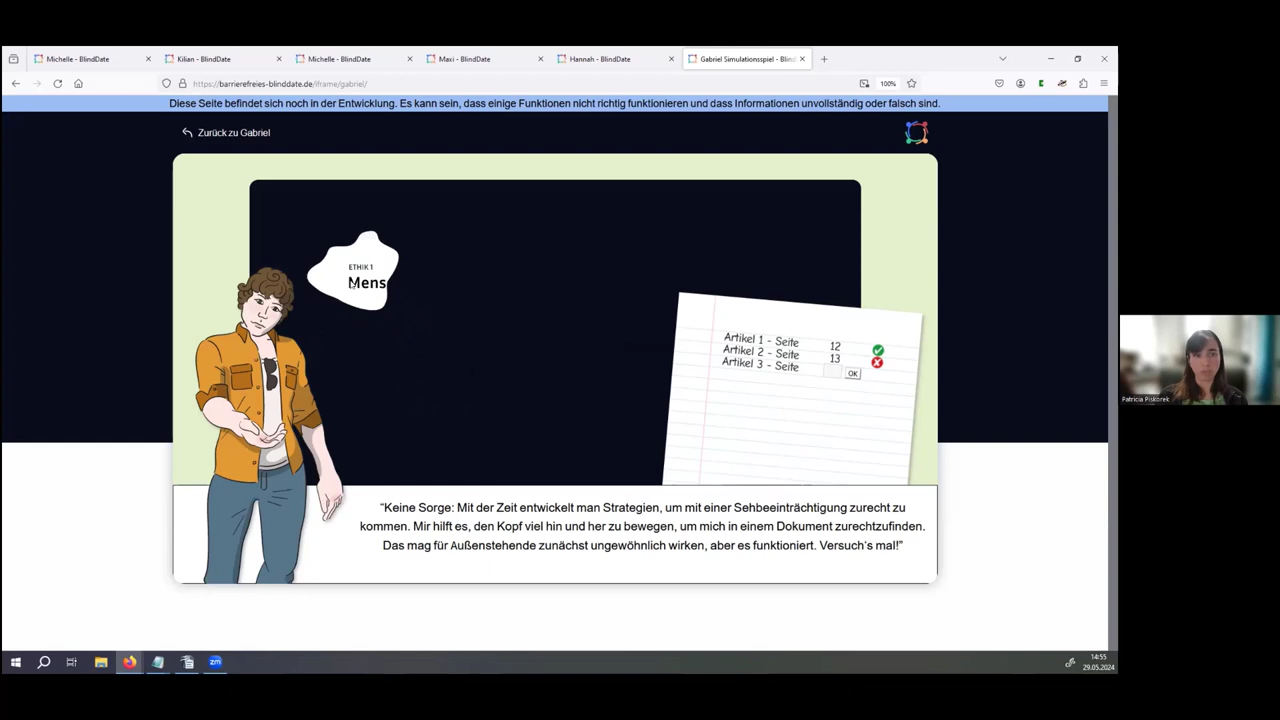 Michelle - BlindDate
Kilian - BlindDate
Michelle - BlindDate
Maxi - BlindDate
Hannah - BlindDate
Gabriel Simulationsspiel - Blind
https://barrierefreies-blinddate.de/iframe/gabriel/
100%
Diese Seite befindet sich noch in der Entwicklung. Es kann sein, dass einige Funktionen nicht richtig funktionieren und dass Informationen unvollständig oder falsch sind.
Zurück zu Gabriel
ETHIK 1
Mens
Artikel 1 - Seite 12
Artikel 2 - Seite 13
Artikel 3 - Seite OK
“Keine Sorge: Mit der Zeit entwickelt man Strategien, um mit einer Sehbeeinträchtigung zurecht zu
kommen. Mir hilft es, den Kopf viel hin und her zu bewegen, um mich in einem Dokument zurechtzufinden.
Das mag für Außenstehende zunächst ungewöhnlich wirken, aber es funktioniert. Versuch‘s mal!”
Patricia Piskorek
zm
14:55
29.05.2024